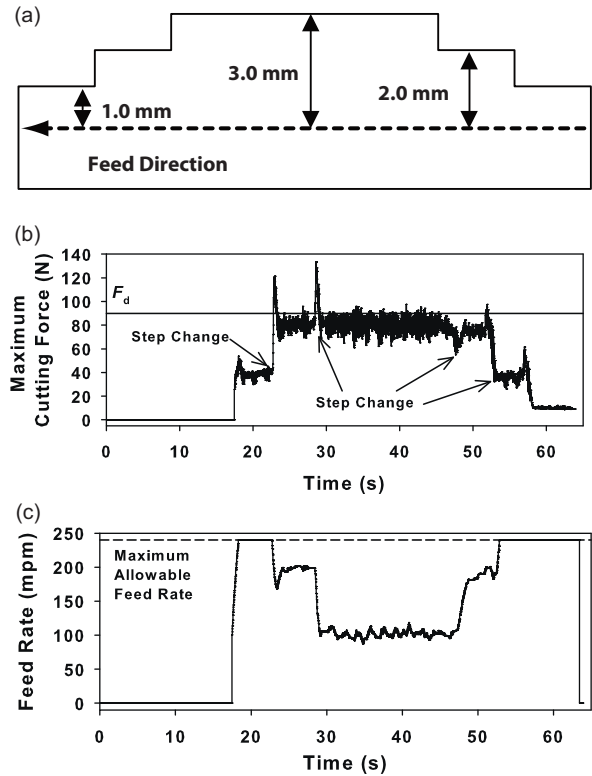 (a)
3.0 mm
2.0 mm
1.0 mm
Feed Direction
(b)
Maximum
Cutting Force (N)
140
120
100
80
60
40
20
0
Fd
Step Change
Step Change
0 10 20 30 40 50 60
Time (s)
(c)
Feed Rate (mpm)
250
200
150
100
50
0
Maximum
Allowable
Feed Rate
0 10 20 30 40 50 60
Time (s)